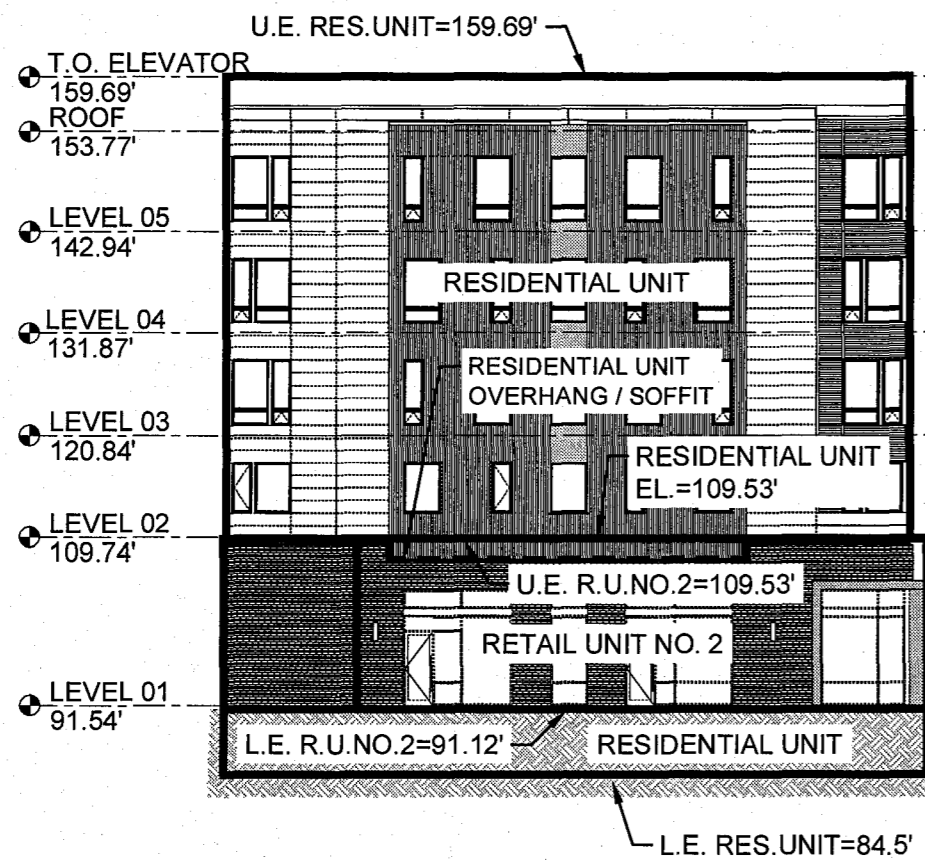 U.E. RES.UNIT=159.69'
T.O. ELEVATOR
159.69'
ROOF
153.77'
LEVEL 05
142.94'
RESIDENTIAL UNIT
LEVEL 04
131.87'
RESIDENTIAL UNIT
OVERHANG / SOFFIT
LEVEL 03
120.84'
RESIDENTIAL UNIT
EL.=109.53'
LEVEL 02
109.74'
U.E. R.U.NO.2=109.53'
RETAIL UNIT NO. 2
LEVEL 01
91.54'
L.E. R.U.NO.2=91.12'
RESIDENTIAL UNIT
L.E. RES.UNIT=84.5'